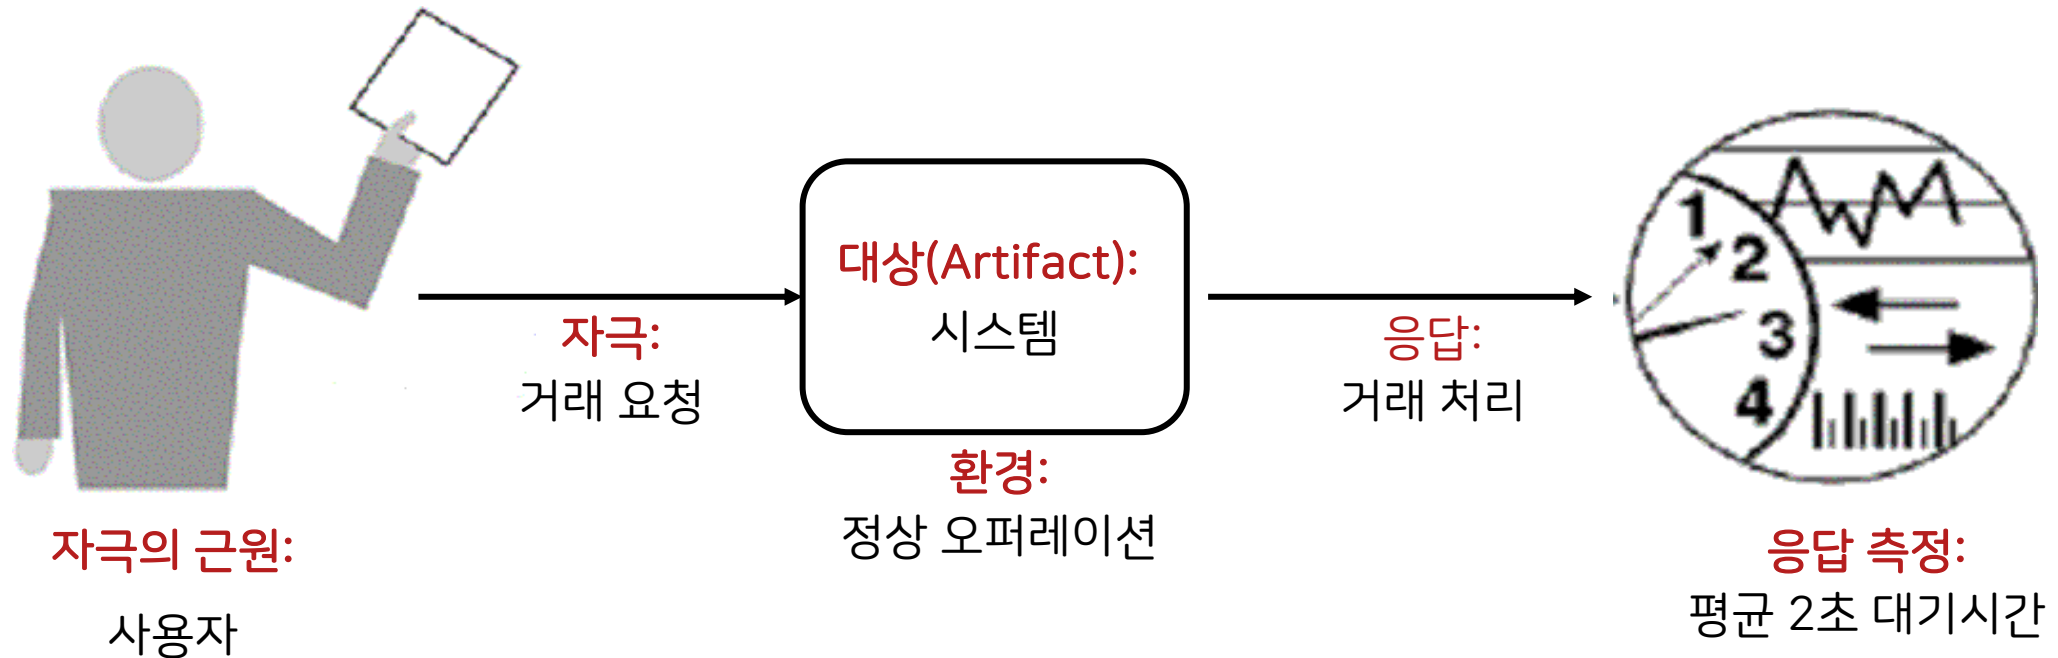 자극의 근원:
사용자
자극:
거래 요청
대상(Artifact):
시스템
환경:
정상 오퍼레이션
응답:
거래 처리
1
2
3
4
응답 측정:
평균 2초 대기시간